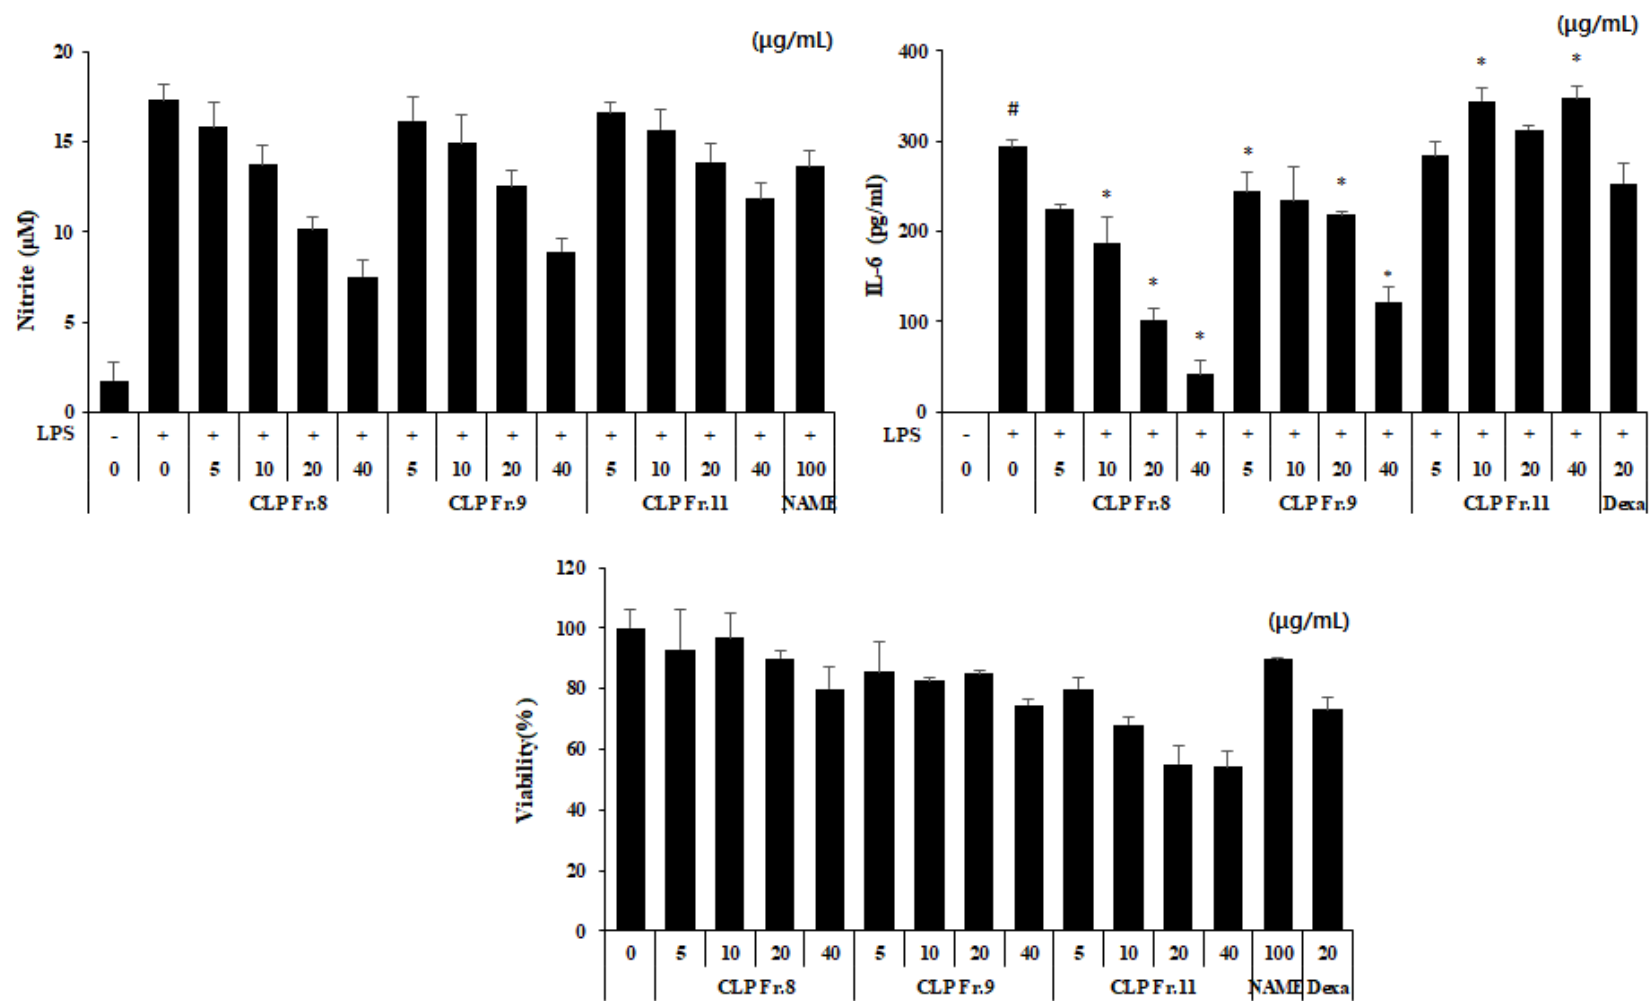 (μg/mL)
20
15
10
5
0
Nitrite (μM)
LPS - + + + + + + + + + + + + + +
0 0 5 10 20 40 5 10 20 40 5 10 20 40 100
CLP Fr.8 CLP Fr.9 CLP Fr.11 NAME
(μg/mL)
400
300
200
100
0
IL-6 (pg/ml)
# * * * * * * * * *
LPS - + + + + + + + + + + + + + +
0 0 5 10 20 40 5 10 20 40 5 10 20 40 20
CLP Fr.8 CLP Fr.9 CLP Fr.11 Dexa
120
100
80
60
40
20
0
Viability(%)
(μg/mL)
0 5 10 20 40 5 10 20 40 5 10 20 40 100 20
CLP Fr.8 CLP Fr.9 CLP Fr.11 NAME Dexa